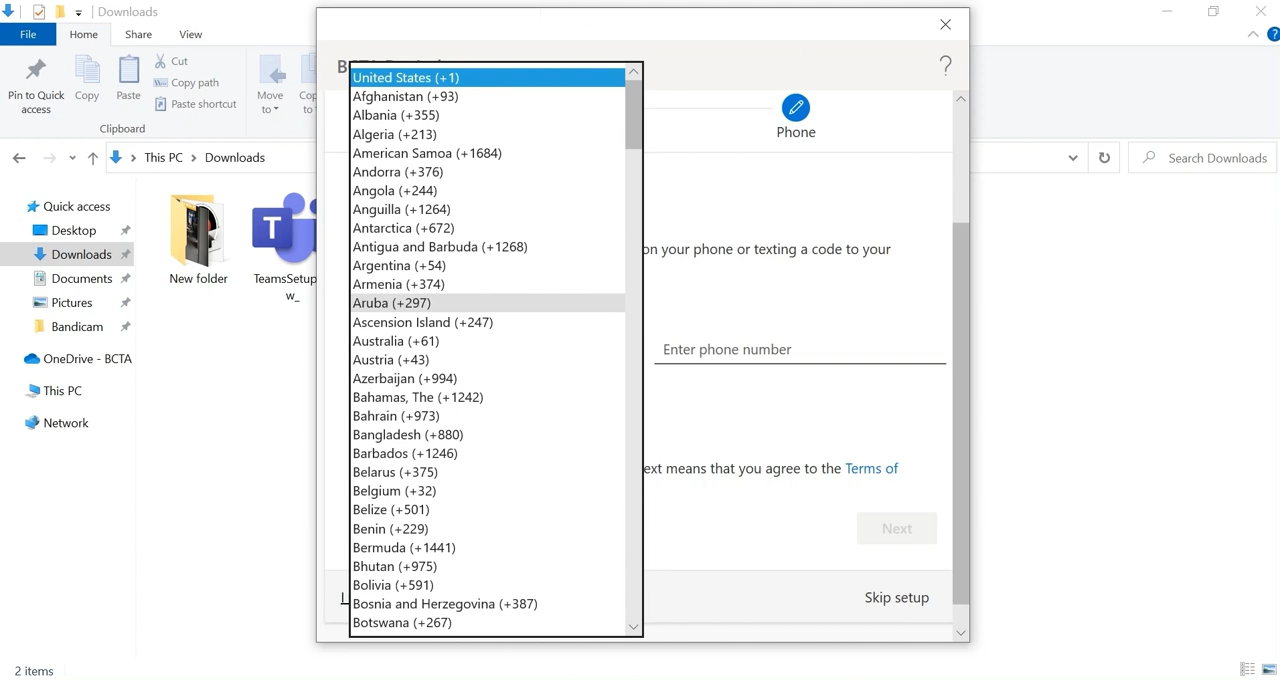 Downloads
File
Home
Share
View
Pin to Quick
access
Copy
Paste
Cut
Copy path
Paste shortcut
Move
to
to
Clipboard
This PC
Downloads
Search Downloads
Quick access
Desktop
Downloads
Documents
Pictures
Bandicam
OneDrive - BCTA
This PC
Network
New folder
T
TeamsSetup
w_
?
Phone
on your phone or texting a code to your
Enter phone number
ext means that you agree to the Terms of
Next
Skip setup
United States (+1)
Afghanistan (+93)
Albania (+355)
Algeria (+213)
American Samoa (+1684)
Andorra (+376)
Angola (+244)
Anguilla (+1264)
Antarctica (+672)
Antigua and Barbuda (+1268)
Argentina (+54)
Armenia (+374)
Aruba (+297)
Ascension Island (+247)
Australia (+61)
Austria (+43)
Azerbaijan (+994)
Bahamas, The (+1242)
Bahrain (+973)
Bangladesh (+880)
Barbados (+1246)
Belarus (+375)
Belgium (+32)
Belize (+501)
Benin (+229)
Bermuda (+1441)
Bhutan (+975)
Bolivia (+591)
Bosnia and Herzegovina (+387)
Botswana (+267)
2 items